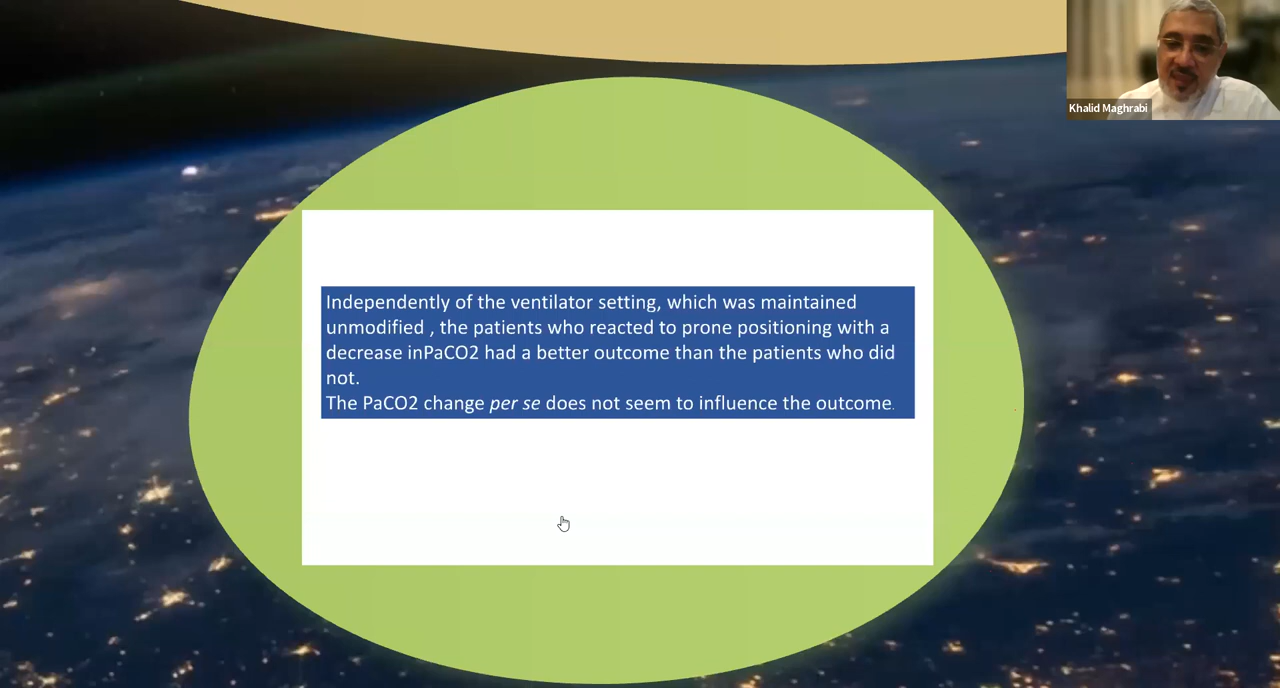 Khalid Maghrabi
Independently of the ventilator setting, which was maintained
unmodified , the patients who reacted to prone positioning with a
decrease inPaCO2 had a better outcome than the patients who did
not.
The PaCO2 change per se does not seem to influence the outcome.